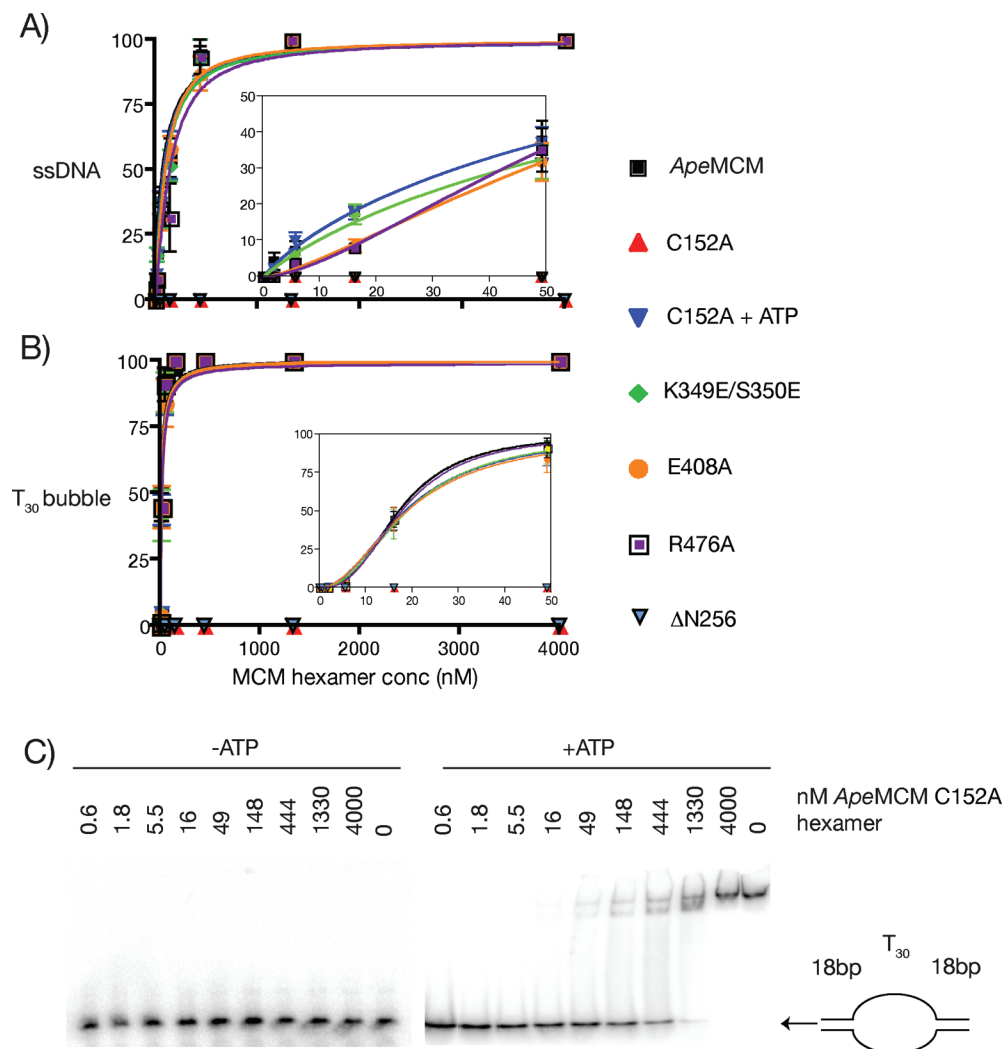 A)
100
75
50
25
0
ssDNA
50
40
30
20
10
0
0 10 20 30 40 50
ApeMCM
C152A
C152A + ATP
K349E/S350E
E408A
R476A
ΔN256
B)
100
75
50
25
0
T30 bubble
100
75
50
25
0
0 10 20 30 40 50
0 1000 2000 3000 4000
MCM hexamer conc (nM)
C)
-ATP
+ATP
0.6 1.8 5.5 16 49 148 444 1330 4000 0
0.6 1.8 5.5 16 49 148 444 1330 4000 0
nM ApeMCM C152A
hexamer
T30
18bp 18bp